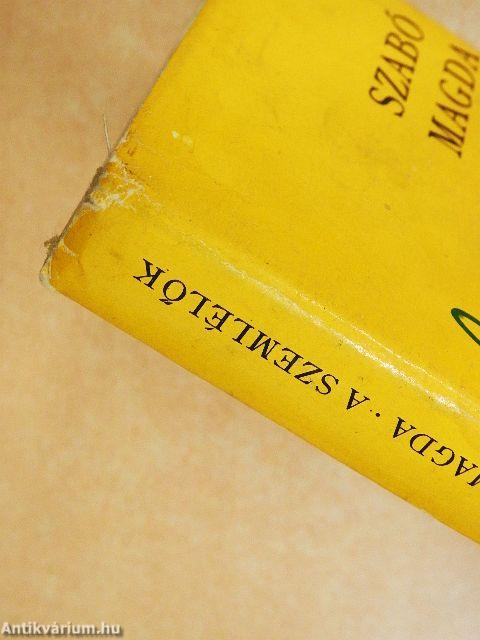 SZABÓ
MAGDA
MAGDA · A SZEMLÉLŐK
Antikvárium.hu